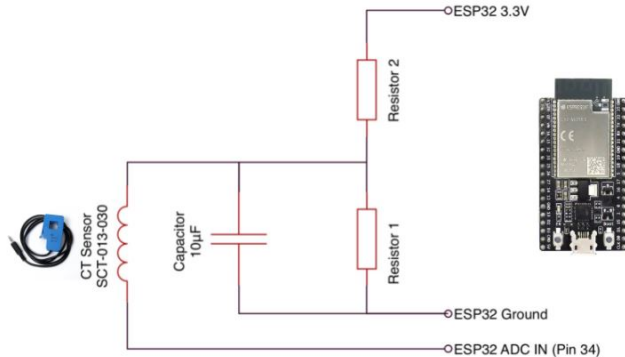 ESP32 3.3V
Resistor 2
CT Sensor
SCT-013-030
Capacitor
10µF
Resistor 1
CE
ESP32 Ground
ESP32 ADC IN (Pin 34)